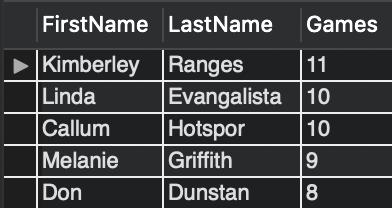 FirstName LastName Games
Kimberley Ranges 11
Linda Evangalista 10
Callum Hotspor 10
Melanie Griffith 9
Don Dunstan 8